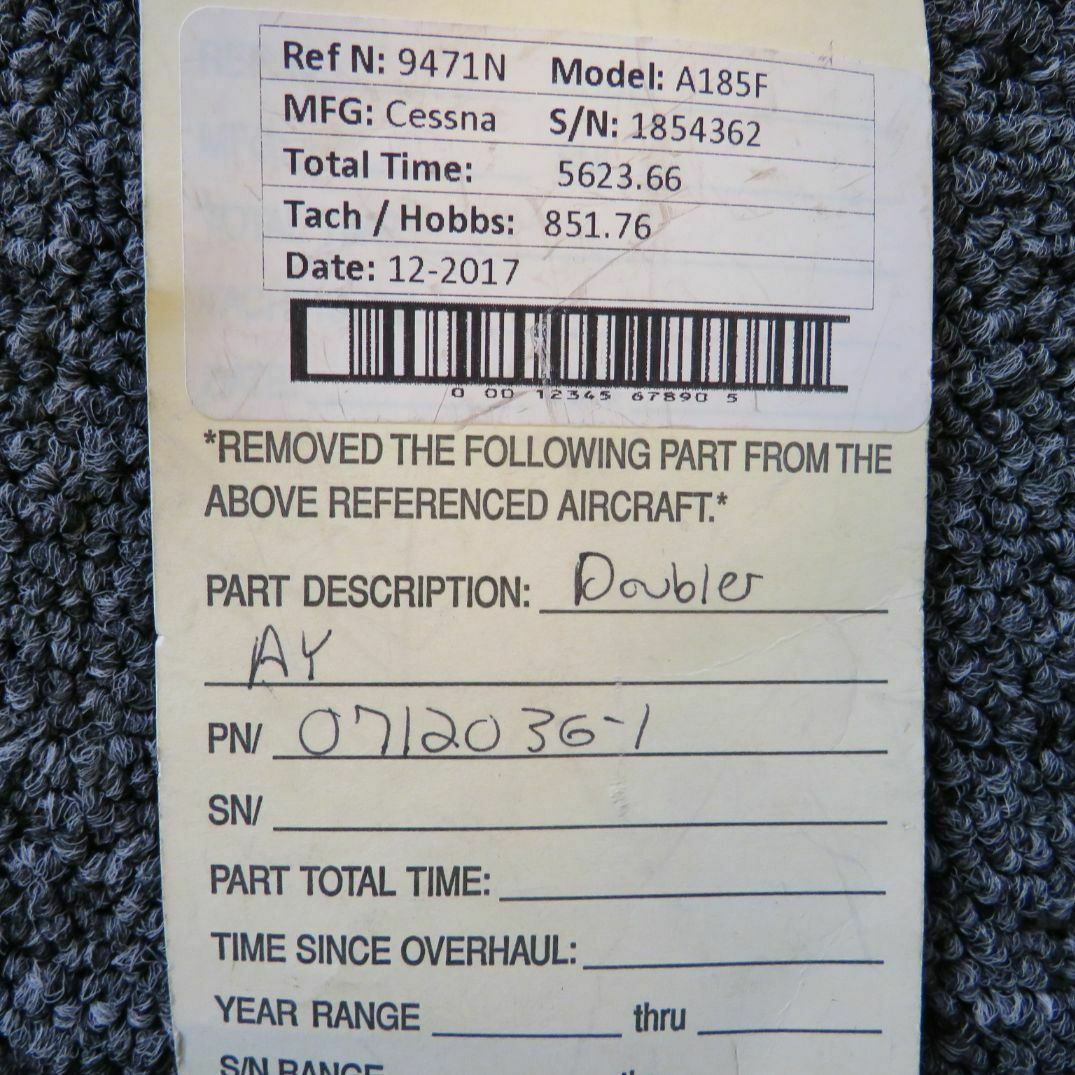 Ref N: 9471N Model: A185F
MFG: Cessna S/N: 1854362
Total Time: 5623.66
Tach / Hobbs: 851.76
Date: 12-2017
0 00 12345 67890 5
*REMOVED THE FOLLOWING PART FROM THE
ABOVE REFERENCED AIRCRAFT.*
PART DESCRIPTION: Doubler
AY
PN/ 0712036-1
SN/
PART TOTAL TIME:
TIME SINCE OVERHAUL:
YEAR RANGE thru
S/N RANGE